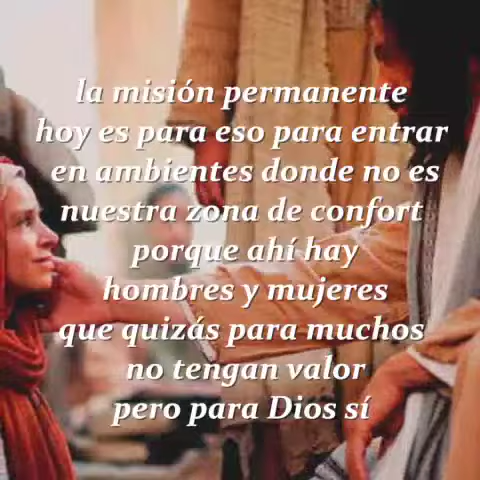 la misión permanente
hoy es para eso para entrar
en ambientes donde no es
nuestra zona de confort
porque ahí hay
hombres y mujeres
que quizás para muchos
no tengan valor
pero para Dios sí